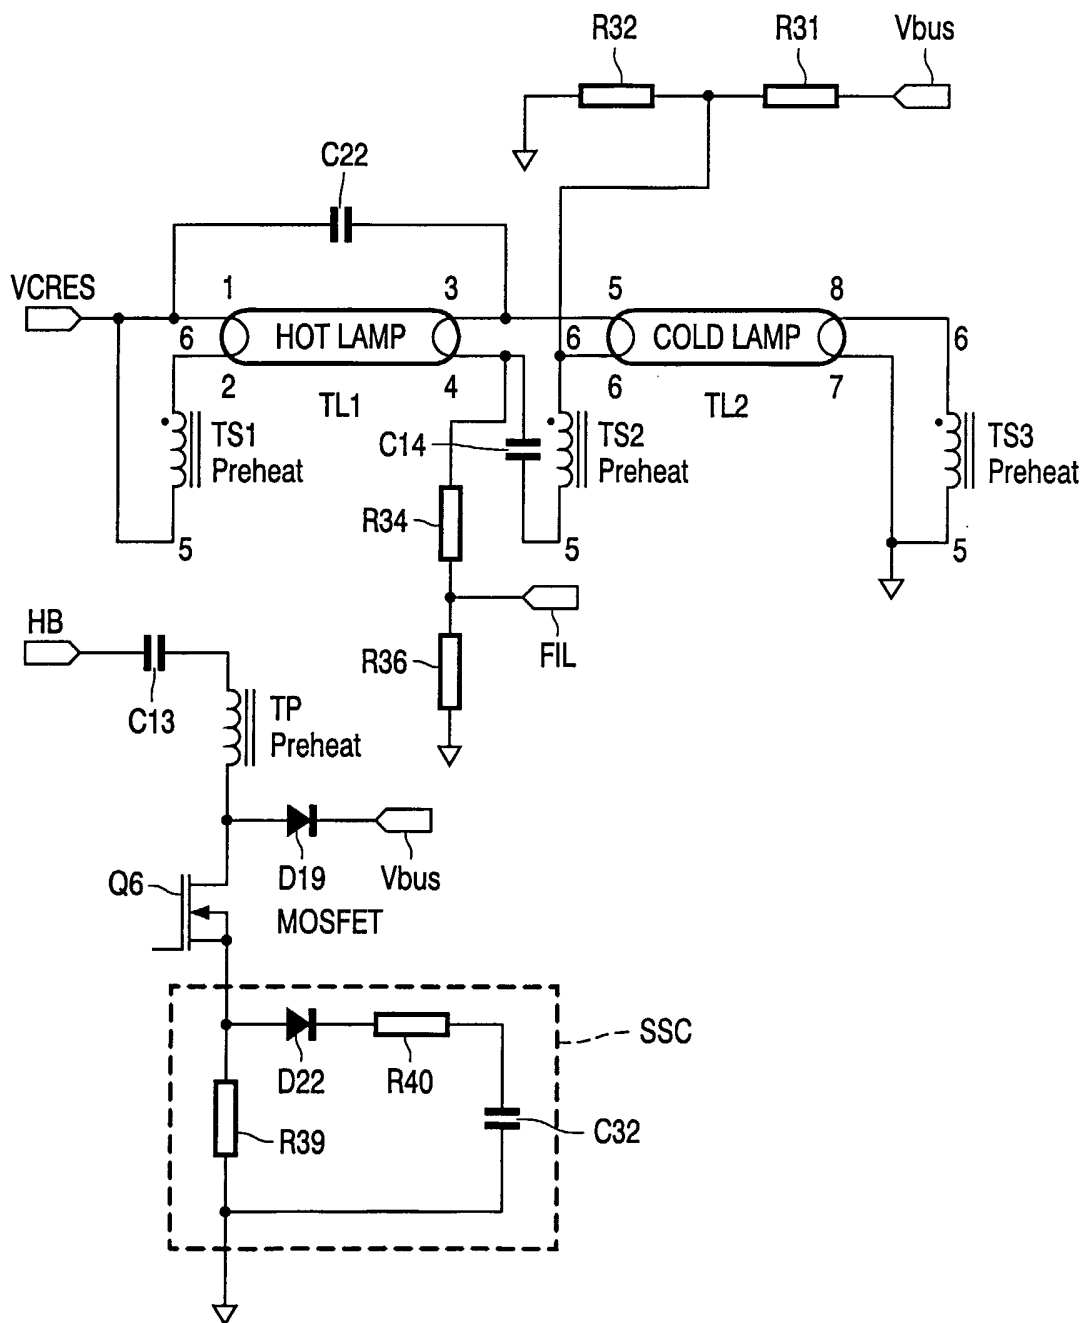 R32
R31
Vbus
C22
VCRES
1
3
5
8
HOT LAMP
COLD LAMP
6
6
6
2
4
6
7
TL1
TL2
TS1
Preheat
C14
TS2
Preheat
TS3
Preheat
R34
5
5
5
HB
FIL
R36
C13
TP
Preheat
D19
Vbus
Q6
MOSFET
SSC
D22
R40
R39
C32